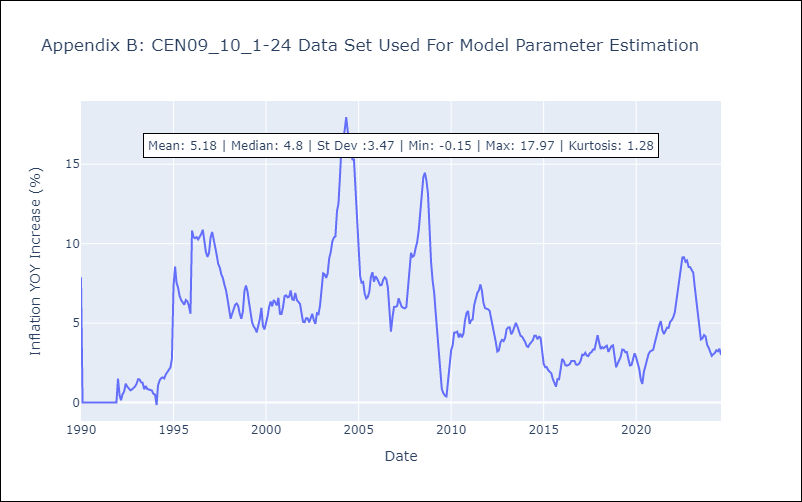 Appendix B: CEN09_10_1-24 Data Set Used For Model Parameter Estimation
Mean: 5.18 | Median: 4.8 | St Dev :3.47 | Min: -0.15 | Max: 17.97 | Kurtosis: 1.28
Inflation YOY Increase (%)
15
10
5
0
1990
1995
2000
2005
2010
2015
2020
Date